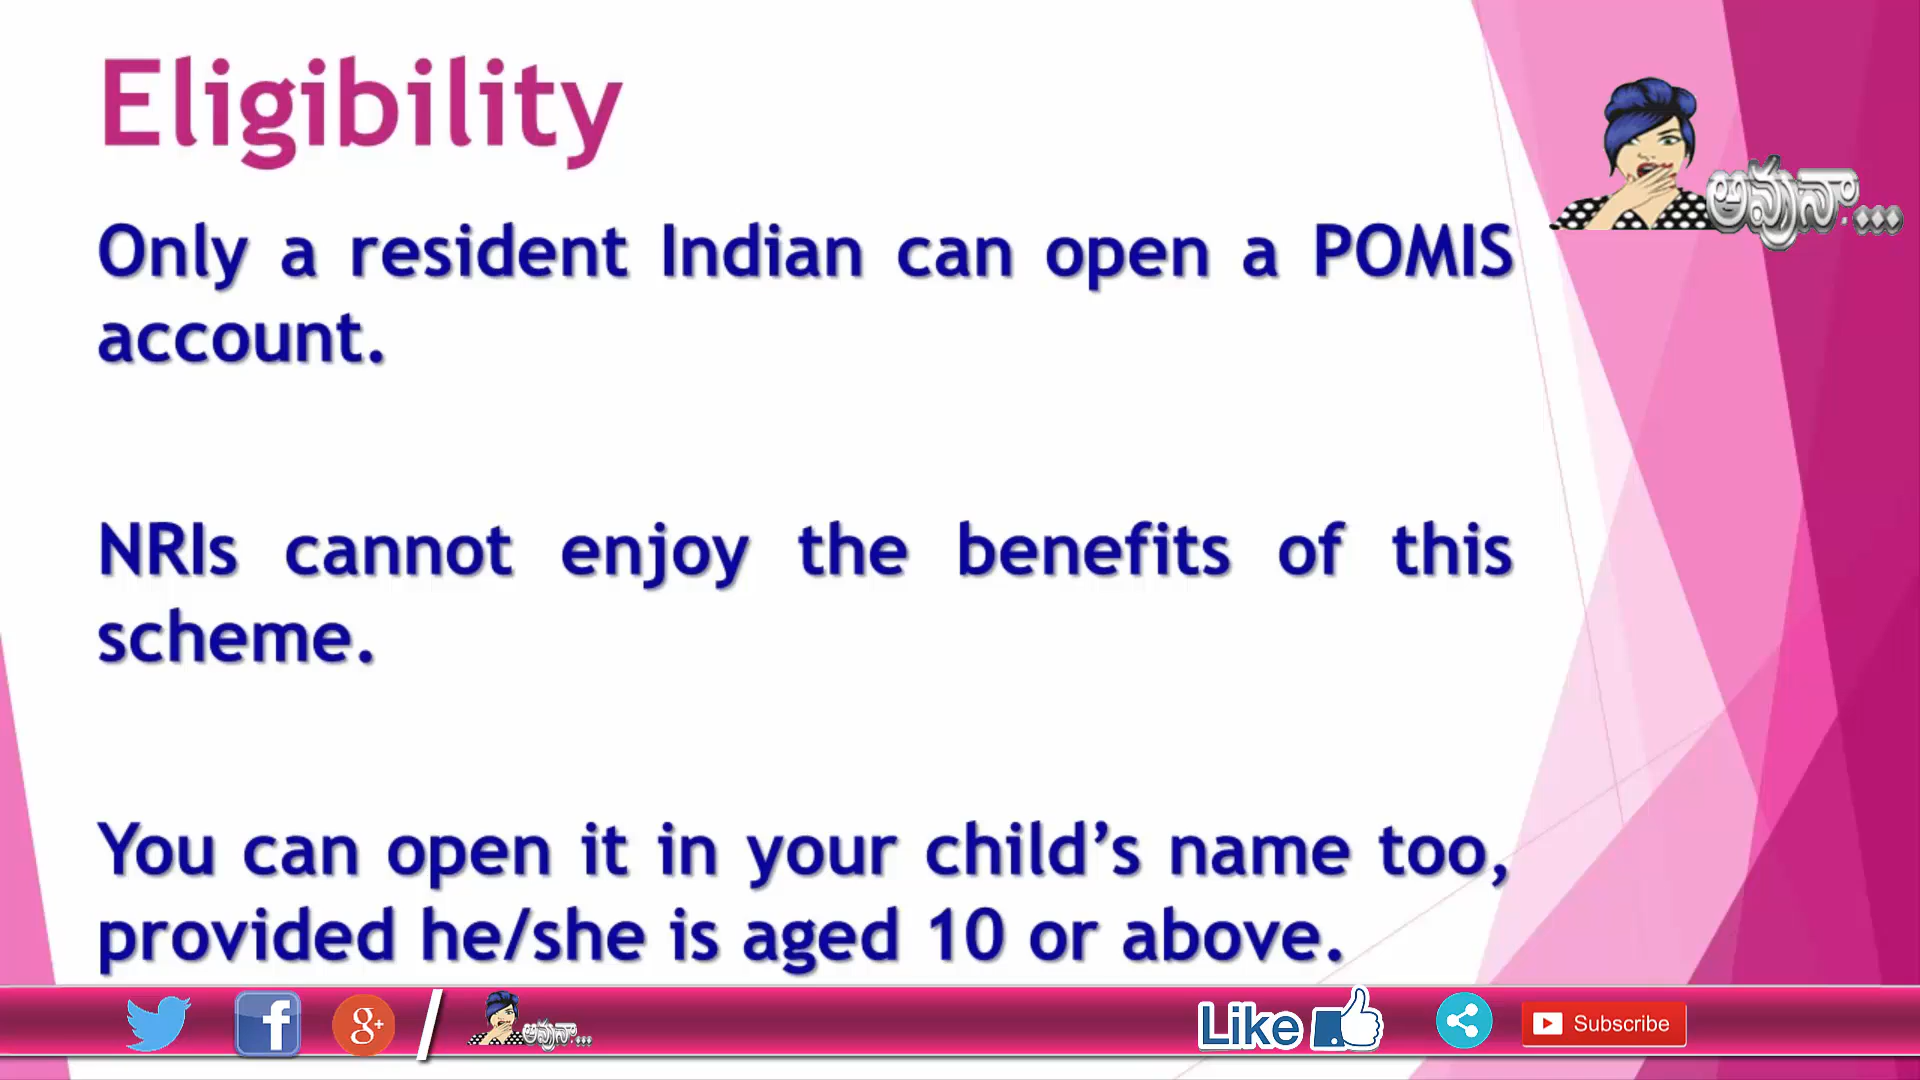 Eligibility
Only a resident Indian can open a POMIS
account.
NRIs cannot enjoy the benefits of this
scheme.
You can open it in your child’s name too,
provided he/she is aged 10 or above.
అవునా...
అవునా...
Like
Subscribe